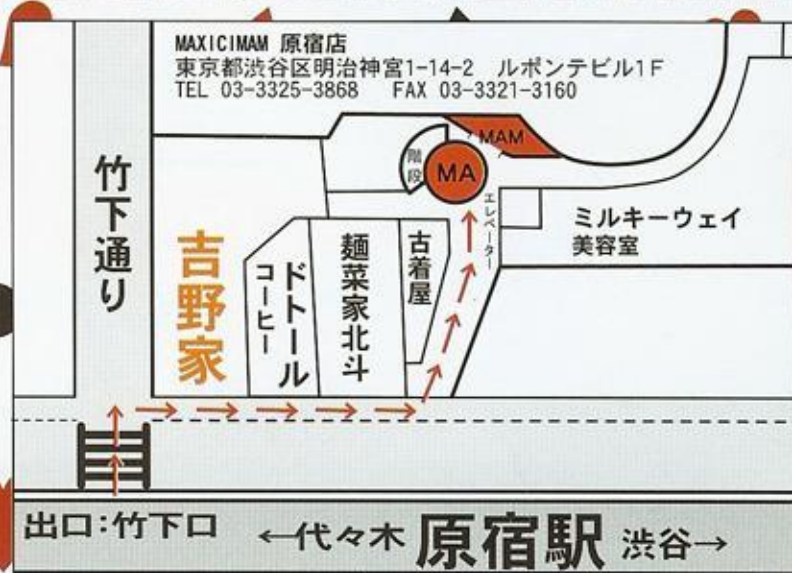 MAXICIMAM 原宿店
東京都渋谷区明治神宮1-14-2 ルポンテビル1F
TEL 03-3325-3868 FAX 03-3321-3160
MAM
階段
MA
エレベーター
竹下通り
吉野家
ドトール
コーヒー
麺菜家北斗
古着屋
ミルキーウェイ
美容室
出口:竹下口
←代々木 原宿駅 渋谷→